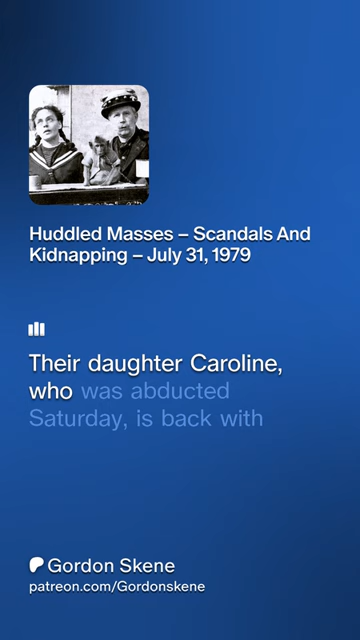 Huddled Masses – Scandals And
Kidnapping – July 31, 1979
Their daughter Caroline,
who was abducted
Saturday, is back with
Gordon Skene
patreon.com/Gordonskene